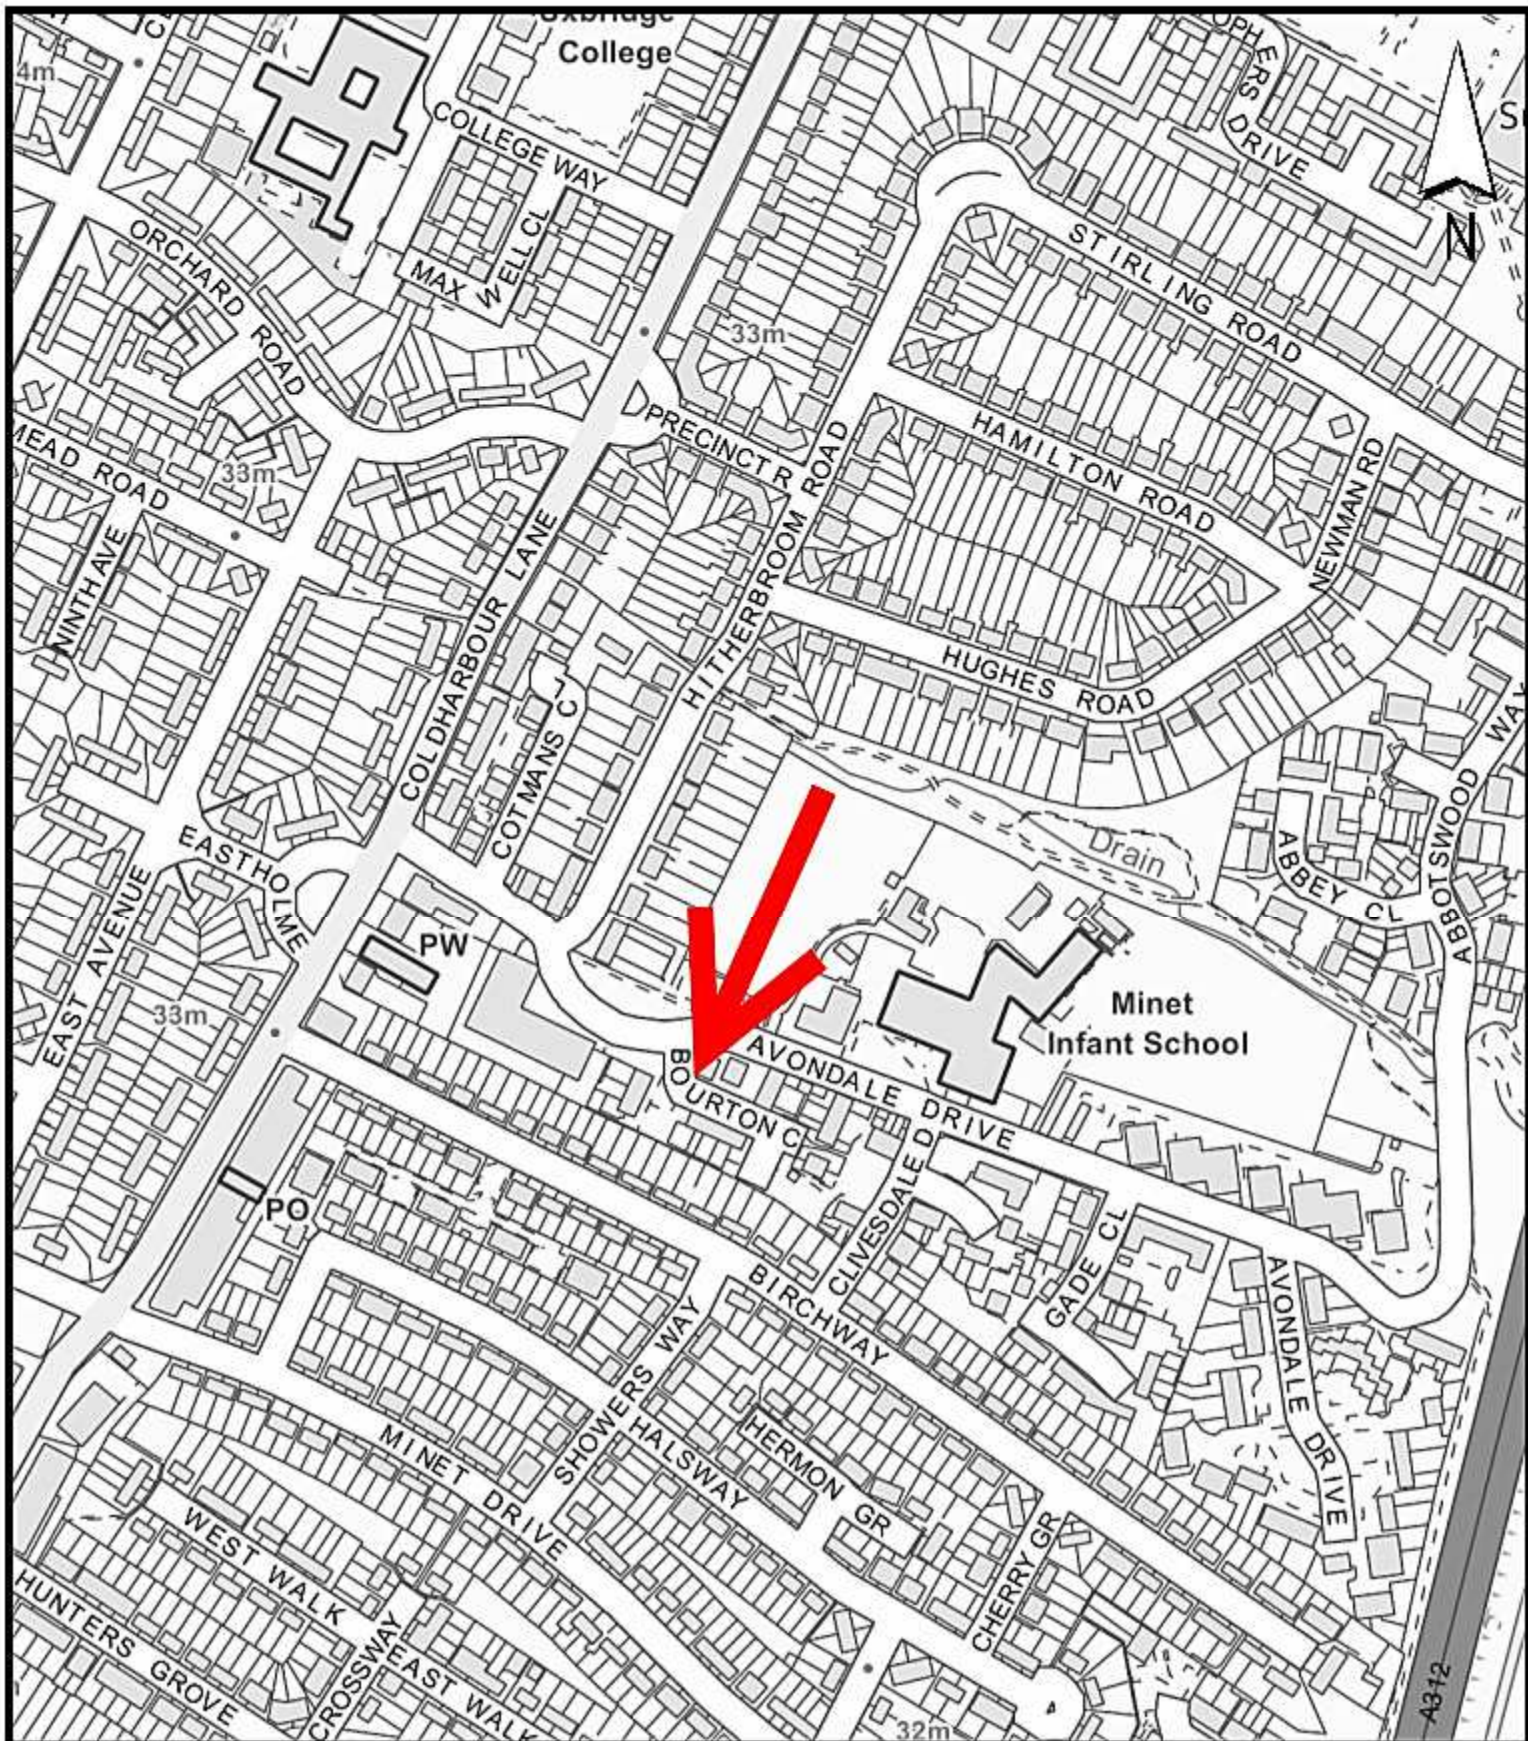 College
4m
OPHERS DRIVE
COLLEGE WAY
MAX WELL CL
ORCHARD ROAD
N
STIRLING ROAD
33m
PRECINCT R
HAMILTON ROAD
NEWMAN RD
MEAD ROAD
33m
NINTH AVE
COLDHARBOUR LANE
HITHERBROOM ROAD
HUGHES ROAD
COTMANS C
EASTHOLME
EAST AVENUE
Drain
ABBEY CL
ABBOTSWOOD WAY
PW
33m
Minet
Infant School
AVONDALE DRIVE
BOURTON C
CLIVESDALE D
PO
GADE CL
AVONDALE DRIVE
BIRCHWAY
SHOWERS WAY
HALSWAY
HERMON GR
MINET DRIVE
CHERRY GR
WEST WALK
EAST WALK
HUNTERS GROVE
CROSSWAY
32m
A312